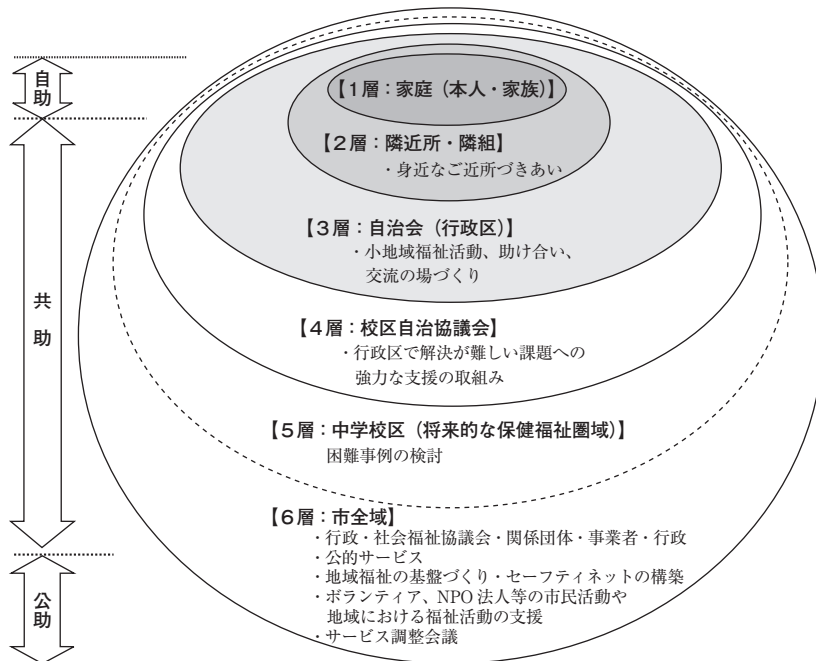 自助
共助
公助
【1層：家庭（本人・家族）】
【2層：隣近所・隣組】
・身近なご近所づきあい
【3層：自治会（行政区）】
・小地域福祉活動、助け合い、
交流の場づくり
【4層：校区自治協議会】
・行政区で解決が難しい課題への
強力な支援の取組み
【5層：中学校区（将来的な保健福祉圏域）】
困難事例の検討
【6層：市全域】
・行政・社会福祉協議会・関係団体・事業者・行政
・公的サービス
・地域福祉の基盤づくり・セーフティネットの構築
・ボランティア、NPO法人等の市民活動や
地域における福祉活動の支援
・サービス調整会議